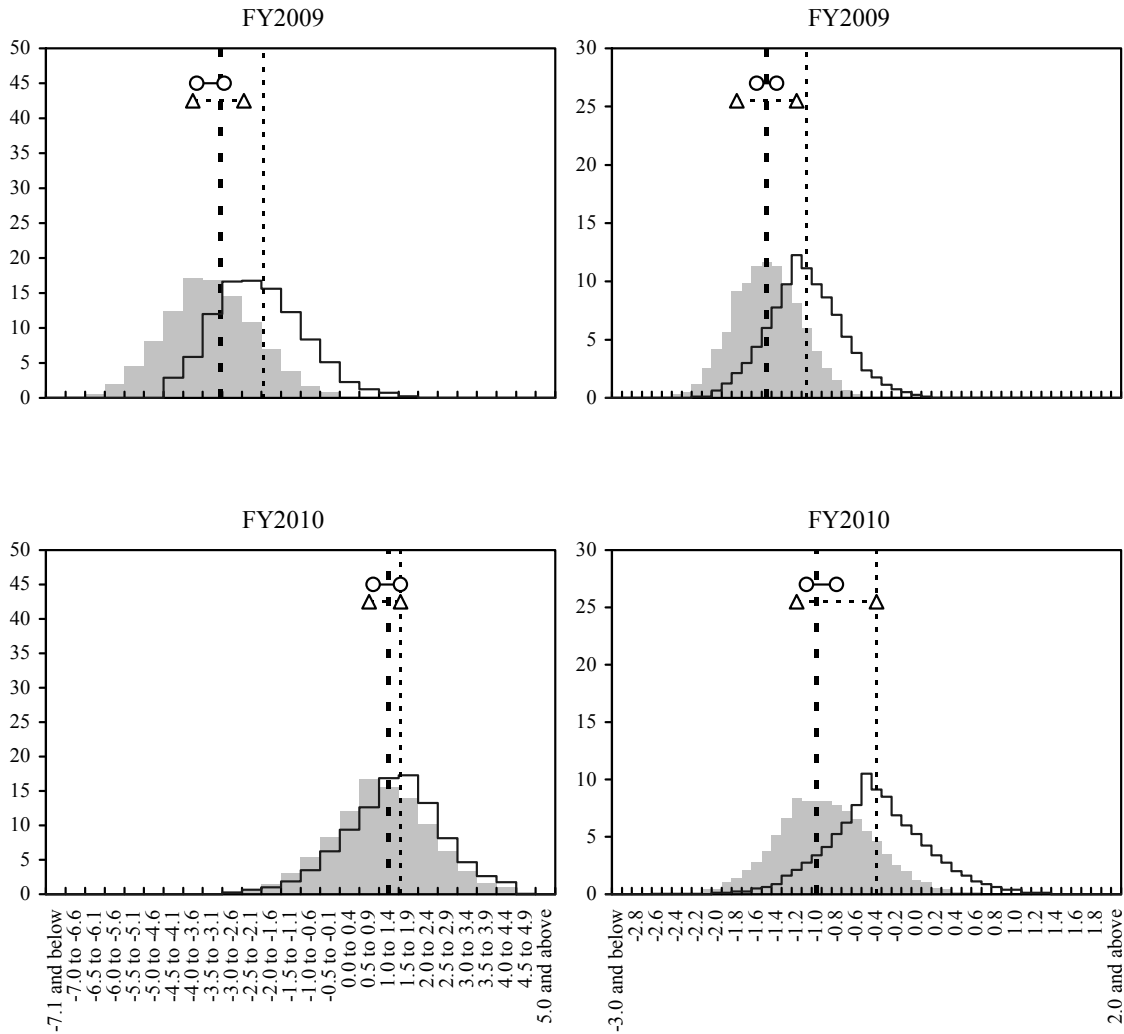 FY2009
FY2009
50
45
40
35
30
25
20
15
10
5
0
30
25
20
15
10
5
0
FY2010
FY2010
50
45
40
35
30
25
20
15
10
5
0
30
25
20
15
10
5
0
-7.1 and below
-7.0 to -6.6
-6.5 to -6.1
-6.0 to -5.6
-5.5 to -5.1
-5.0 to -4.6
-4.5 to -4.1
-4.0 to -3.6
-3.5 to -3.1
-3.0 to -2.6
-2.5 to -2.1
-2.0 to -1.6
-1.5 to -1.1
-1.0 to -0.6
-0.5 to -0.1
0.0 to 0.4
0.5 to 0.9
1.0 to 1.4
1.5 to 1.9
2.0 to 2.4
2.5 to 2.9
3.0 to 3.4
3.5 to 3.9
4.0 to 4.4
4.5 to 4.9
5.0 and above
-3.0 and below
-2.8
-2.6
-2.4
-2.2
-2.0
-1.8
-1.6
-1.4
-1.2
-1.0
-0.8
-0.6
-0.4
-0.2
0.0
0.2
0.4
0.6
0.8
1.0
1.2
1.4
1.6
1.8
2.0 and above